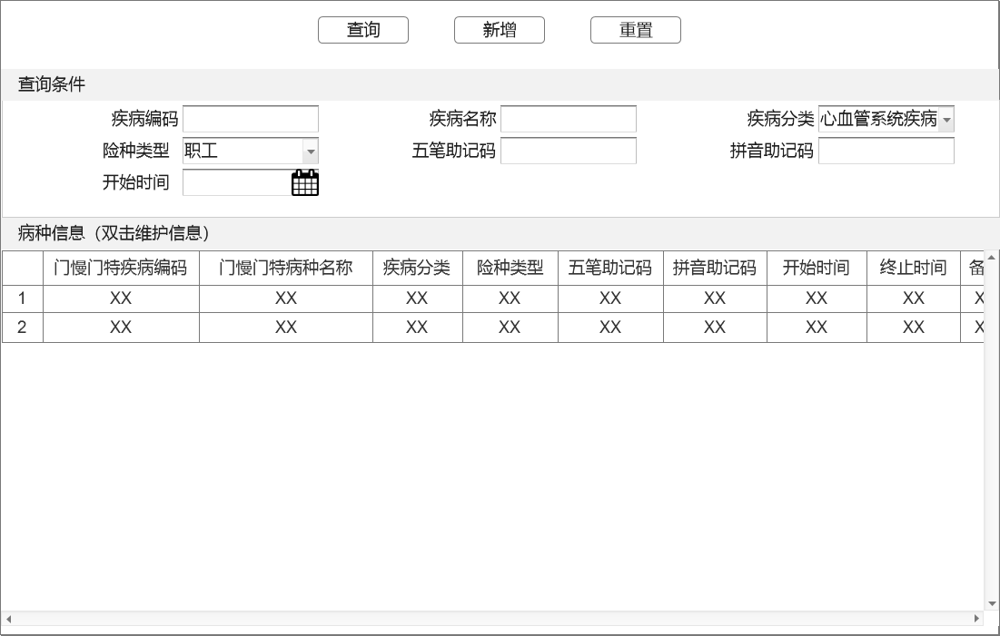 查询 新增 重置
查询条件
疾病编码 疾病名称 疾病分类 心血管系统疾病
险种类型 职工 五笔助记码 拼音助记码
开始时间
病种信息（双击维护信息）
门慢门特疾病编码 门慢门特病种名称 疾病分类 险种类型 五笔助记码 拼音助记码 开始时间 终止时间 备
1 XX XX XX XX XX XX XX XX X
2 XX XX XX XX XX XX XX XX X